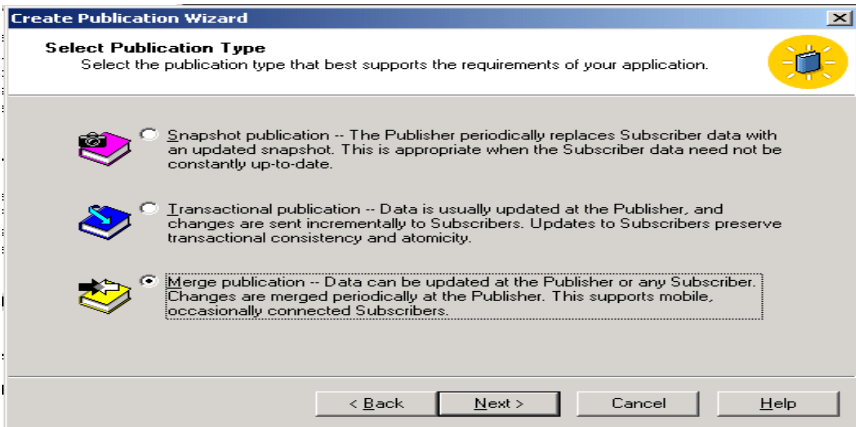 Create Publication Wizard
Select Publication Type
Select the publication type that best supports the requirements of your application.
Snapshot publication -- The Publisher periodically replaces Subscriber data with
an updated snapshot. This is appropriate when the Subscriber data need not be
constantly up-to-date.
Transactional publication -- Data is usually updated at the Publisher, and
changes are sent incrementally to Subscribers. Updates to Subscribers preserve
transactional consistency and atomicity.
Merge publication -- Data can be updated at the Publisher or any Subscriber.
Changes are merged periodically at the Publisher. This supports mobile,
occasionally connected Subscribers.
< Back Next > Cancel Help